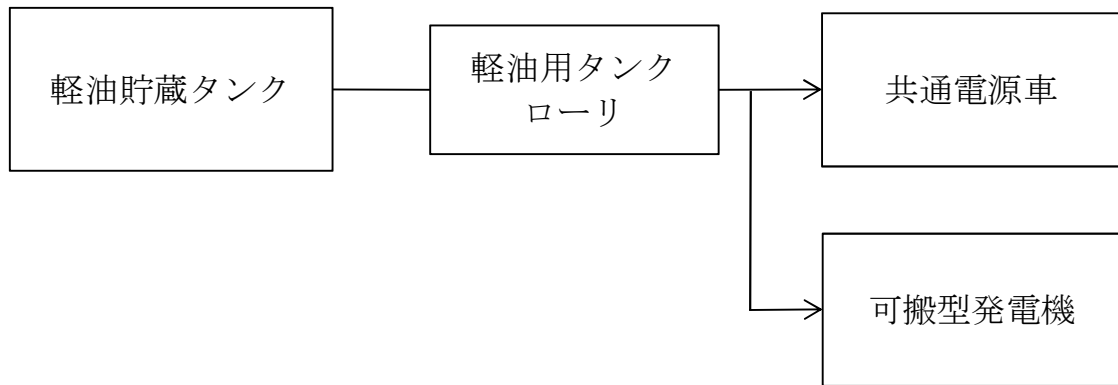 軽油貯蔵タンク
軽油用タンク
ローリ
共通電源車
可搬型発電機